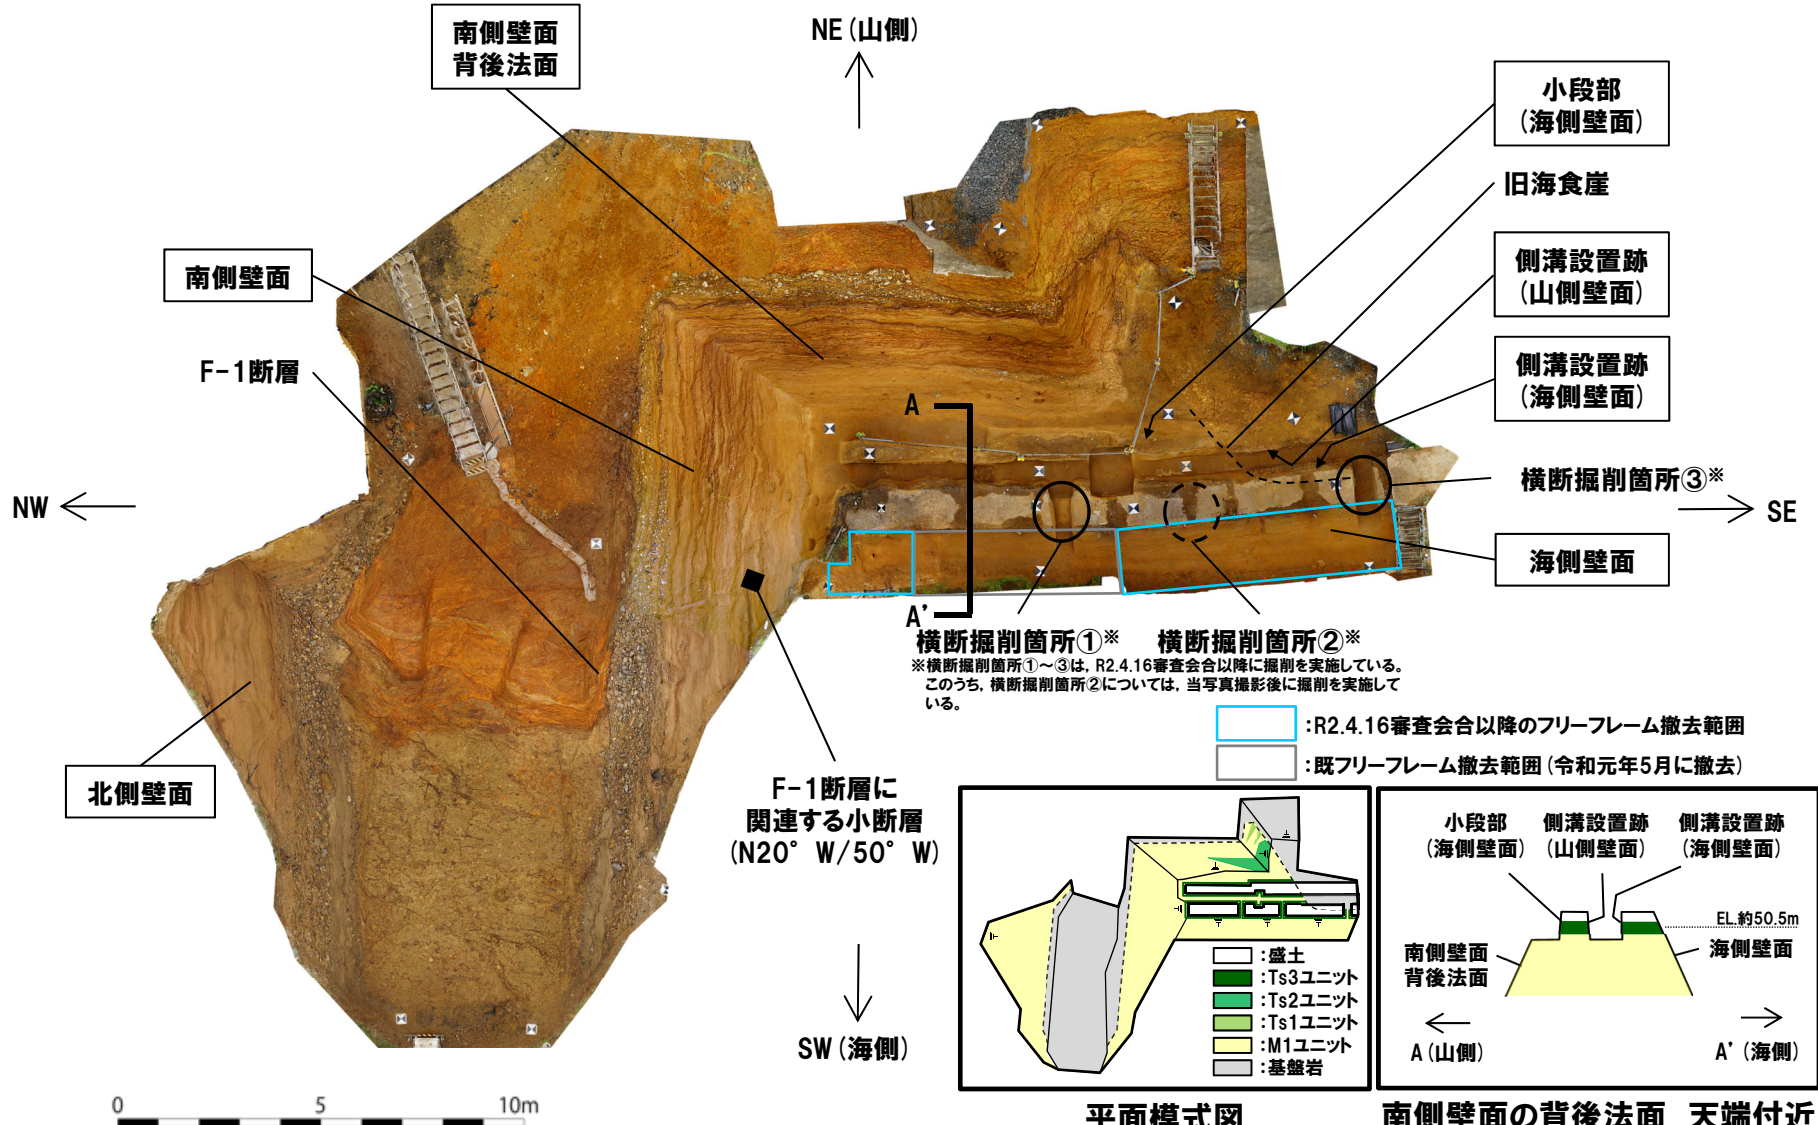 南側壁面
背後法面
NE(山側)
小段部
(海側壁面)
旧海食崖
南側壁面
側溝設置跡
(山側壁面)
F-1断層
側溝設置跡
(海側壁面)
A
横断掘削箇所③※
NW
SE
海側壁面
A'
横断掘削箇所①※
横断掘削箇所②※
※横断掘削箇所①～③は,R2.4.16審査会合以降に掘削を実施している。
このうち,横断掘削箇所②については,当写真撮影後に掘削を実施して
いる。
:R2.4.16審査会合以降のフリーフレーム撤去範囲
:既フリーフレーム撤去範囲(令和元年5月に撤去)
北側壁面
F-1断層に
関連する小断層
(N20°W/50°W)
SW(海側)
:盛土
:Ts3ユニット
:Ts2ユニット
:Ts1ユニット
:M1ユニット
:基盤岩
小段部
(海側壁面)
側溝設置跡
(山側壁面)
側溝設置跡
(海側壁面)
EL.約50.5m
南側壁面
背後法面
海側壁面
A(山側)
A'(海側)
0 5 10m
平面模式図
南側壁面の背後法面 天端付近